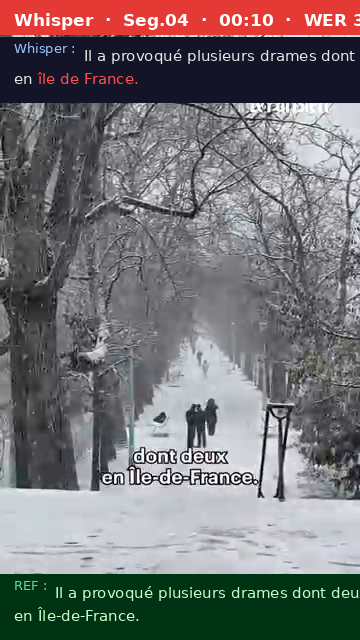 Whisper · Seg.04 · 00:10 · WER 3
Whisper : Il a provoqué plusieurs drames dont
en île de France.
dont deux
en Île-de-France.
REF : Il a provoqué plusieurs drames dont deu
en Île-de-France.